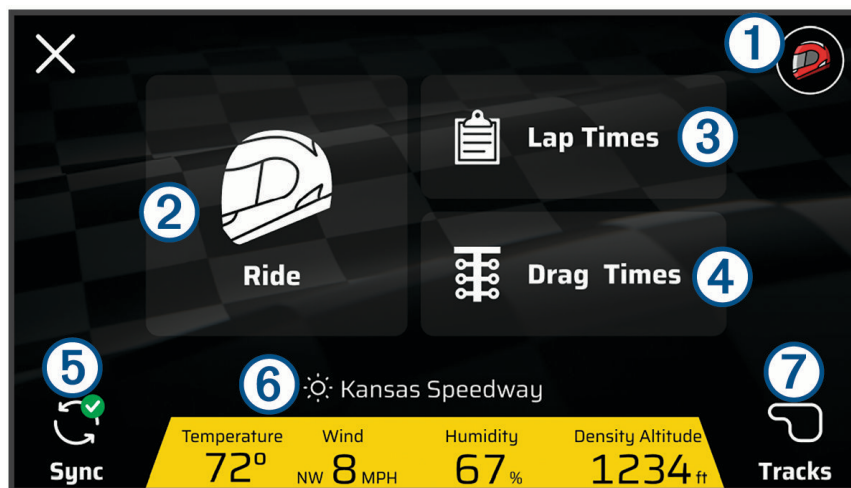 1
2
Ride
Lap Times 3
Drag Times 4
5
Sync
6 Kansas Speedway
Temperature
72°
Wind
NW 8 MPH
Humidity
67 %
Density Altitude
1234 ft
7
Tracks